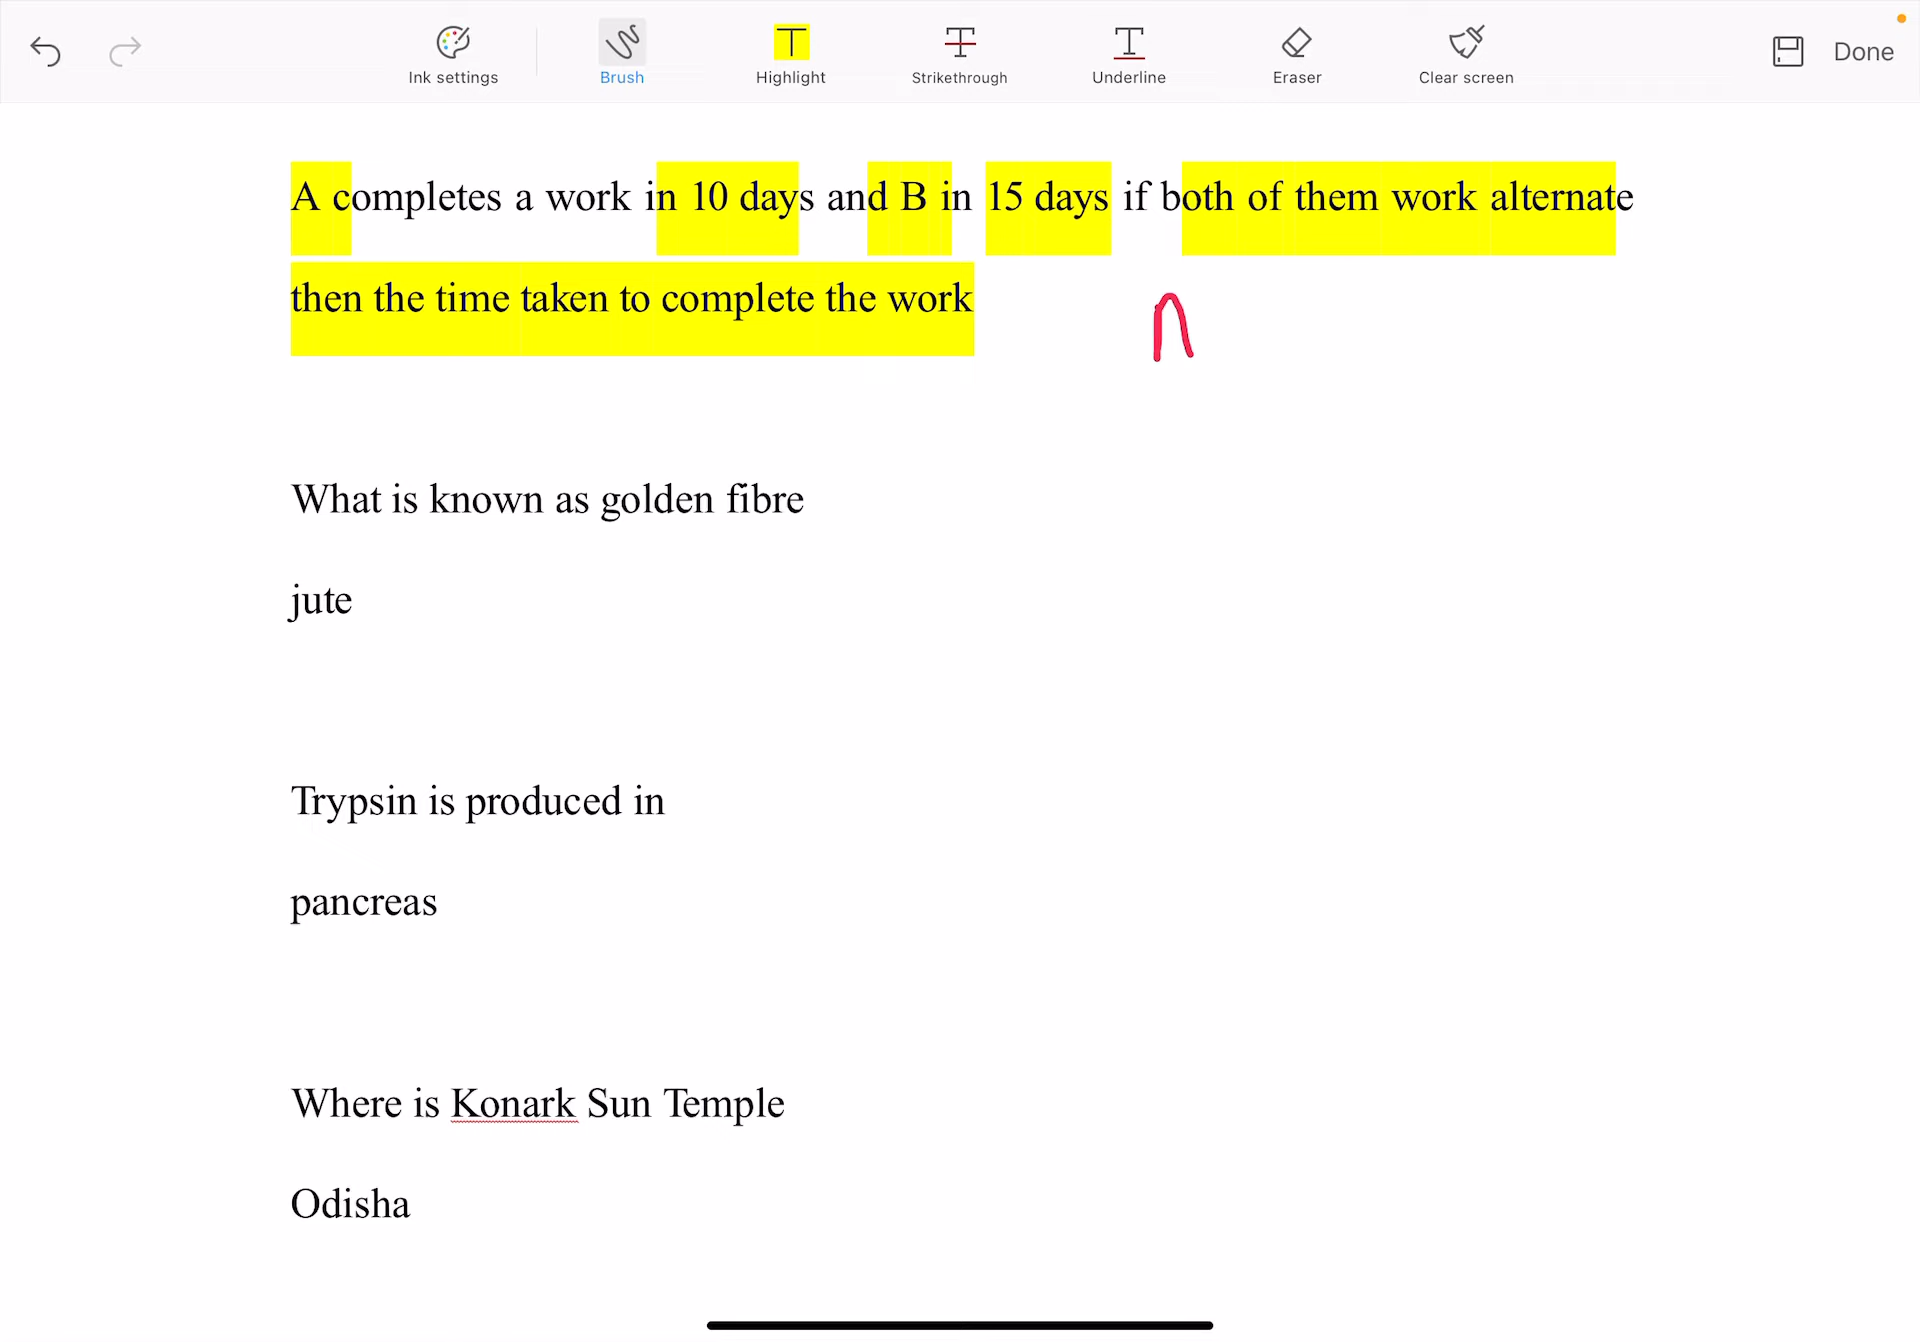 Ink settings
Brush
Highlight
Strikethrough
Underline
Eraser
Clear screen
Done
A completes a work in 10 days and B in 15 days if both of them work alternate
then the time taken to complete the work
What is known as golden fibre
jute
Trypsin is produced in
pancreas
Where is Konark Sun Temple
Odisha